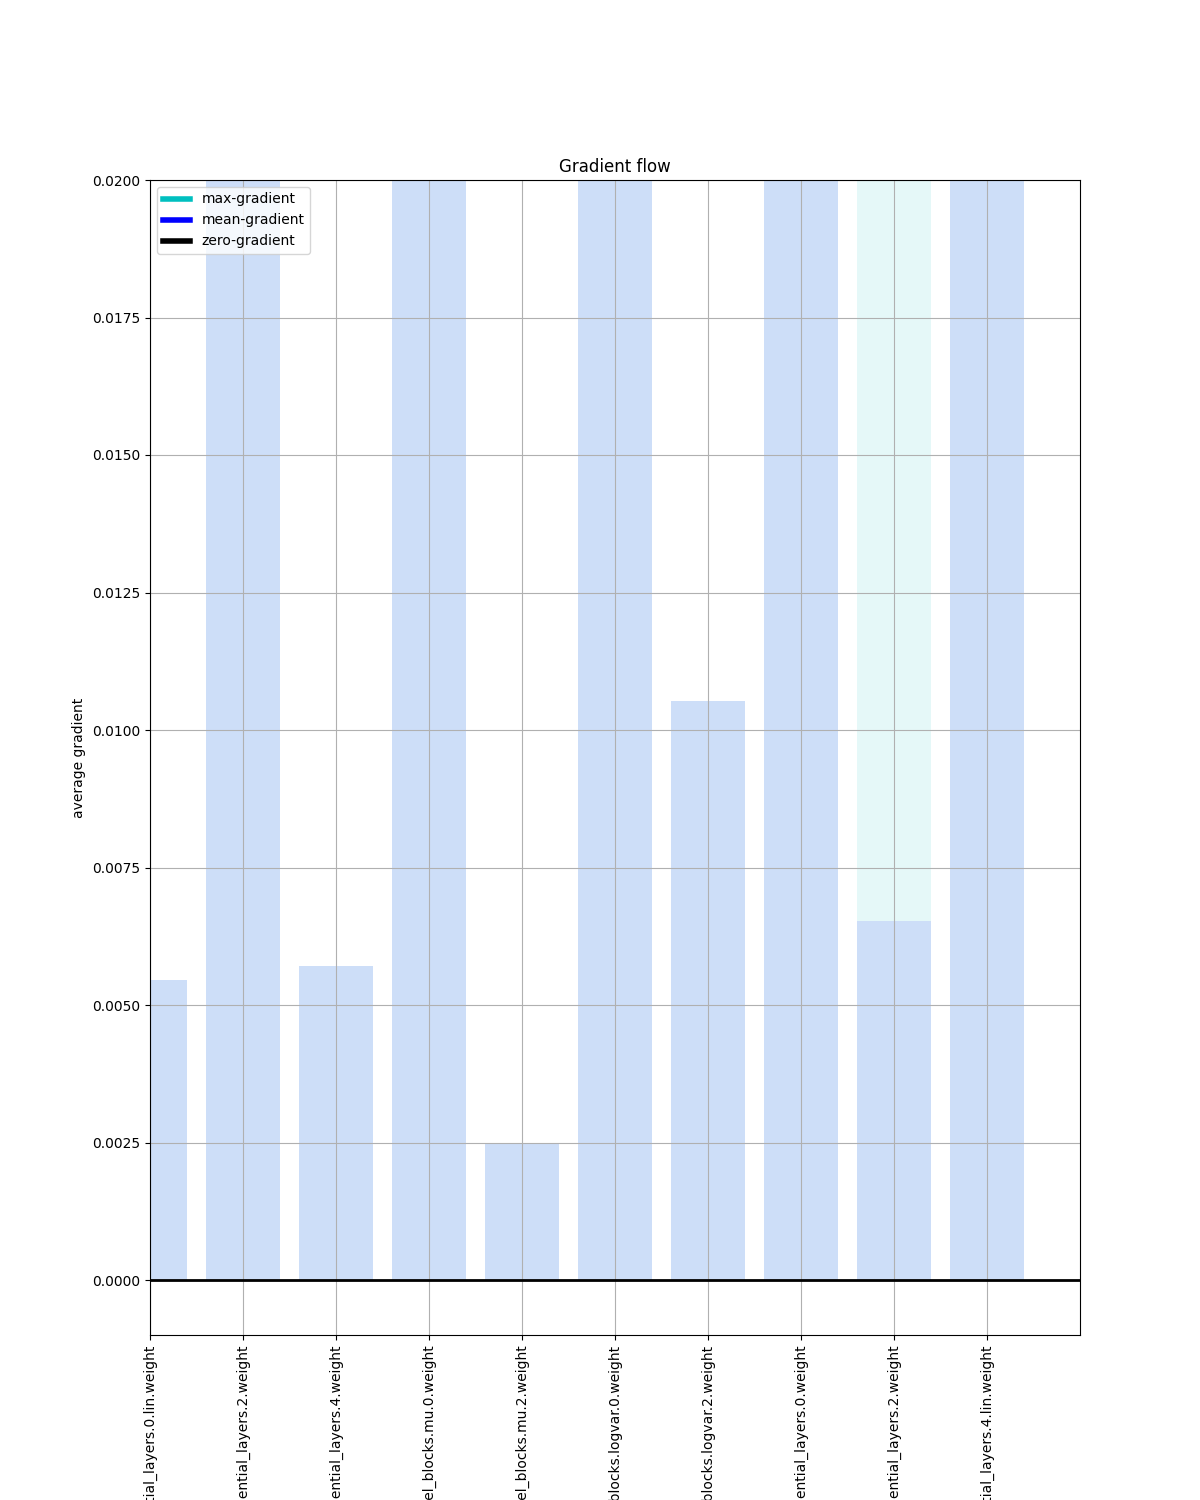 Gradient flow
max-gradient
mean-gradient
zero-gradient
0.0200
0.0175
0.0150
0.0125
0.0100
0.0075
0.0050
0.0025
0.0000
average gradient
tial_layers.0.lin.weight
ential_layers.2.weight
ential_layers.4.weight
el_blocks.mu.0.weight
el_blocks.mu.2.weight
blocks.logvar.0.weight
blocks.logvar.2.weight
ential_layers.0.weight
ential_layers.2.weight
tial_layers.4.lin.weight